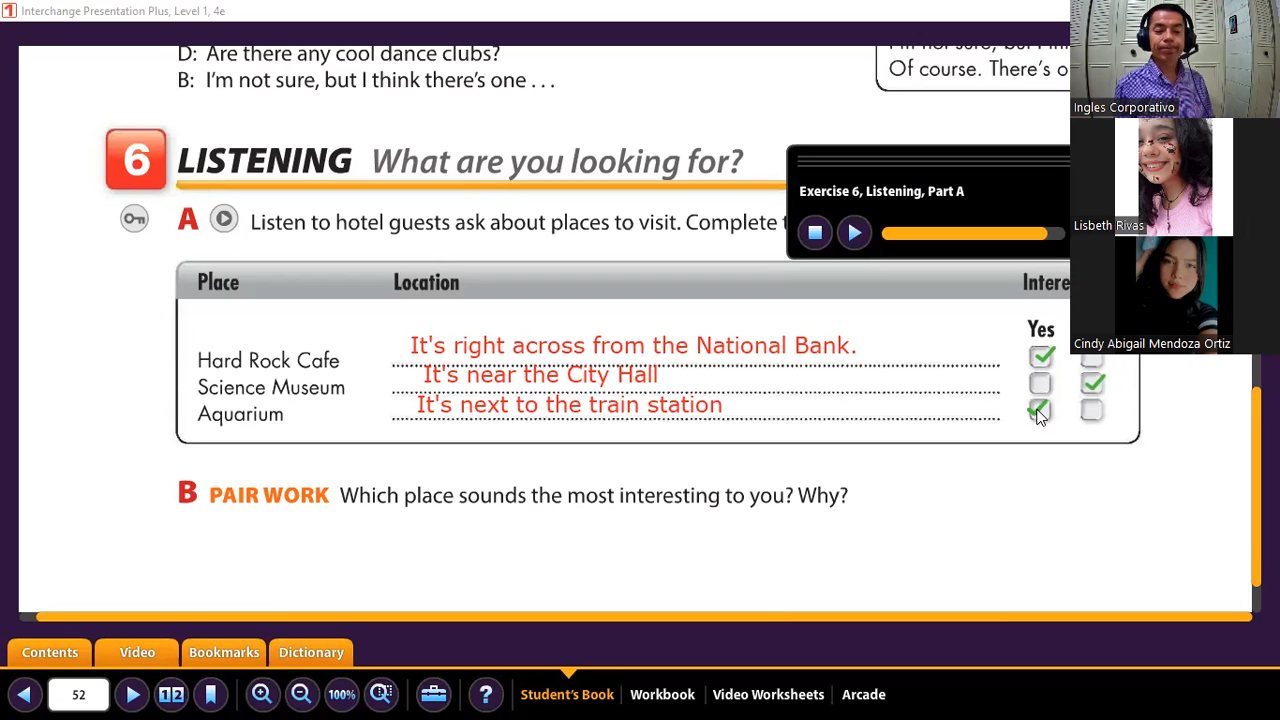 Interchange Presentation Plus, Level 1, 4e
D: Are there any cool dance clubs?
B: I'm not sure, but I think there's one . . .
Of course. There's o
Ingles Corporativo
6 LISTENING What are you looking for?
Exercise 6, Listening, Part A
A Listen to hotel guests ask about places to visit. Complete t
Lisbeth Rivas
Place Location Intere
Yes
Hard Rock Cafe It's right across from the National Bank.
Science Museum It's near the City Hall
Aquarium It's next to the train station
Cindy Abigail Mendoza Ortiz
B PAIR WORK Which place sounds the most interesting to you? Why?
Contents Video Bookmarks Dictionary
52 1 2 100% ? Student's Book Workbook Video Worksheets Arcade